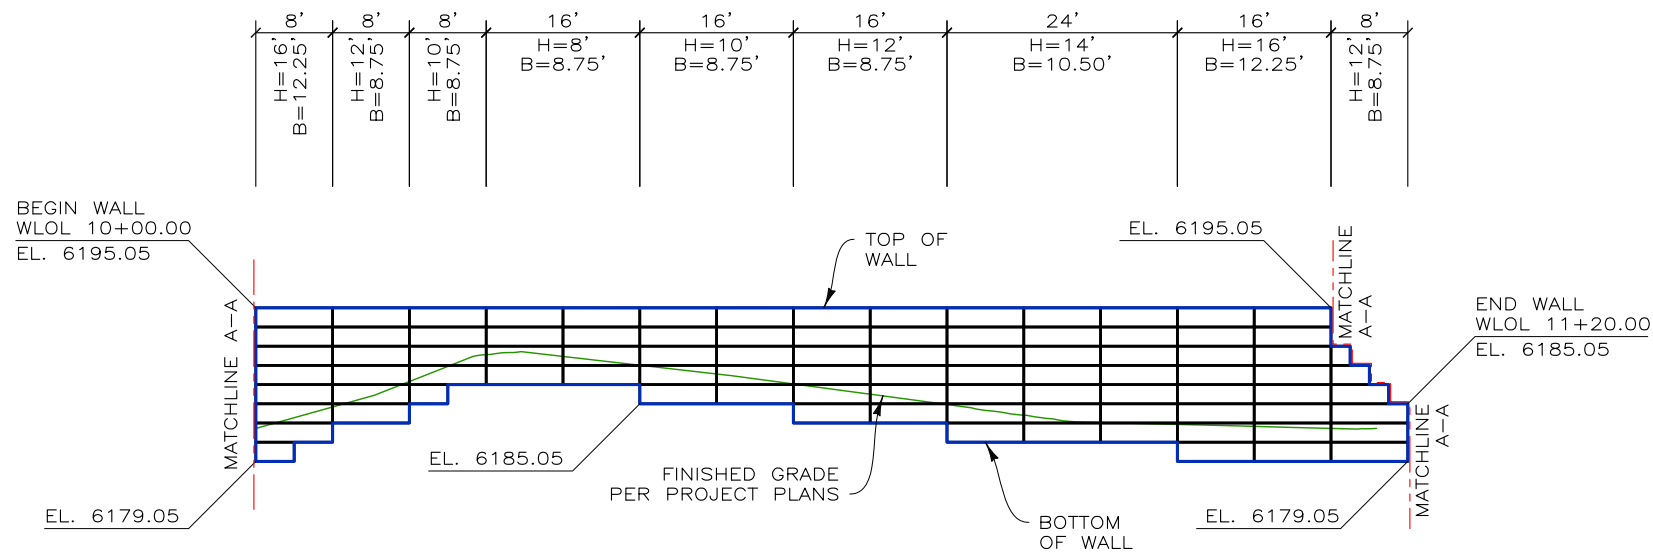 8'
8'
8'
16'
16'
16'
24'
16'
8'
H=16'
B=12.25'
H=12'
B=8.75'
H=10'
B=8.75'
H=8'
B=8.75'
H=10'
B=8.75'
H=12'
B=8.75'
H=14'
B=10.50'
H=16'
B=12.25'
H=12'
B=8.75'
BEGIN WALL
WLOL 10+00.00
EL. 6195.05
TOP OF
WALL
EL. 6195.05
MATCHLINE
A-A
END WALL
WLOL 11+20.00
EL. 6185.05
MATCHLINE A-A
EL. 6185.05
FINISHED GRADE
PER PROJECT PLANS
MATCHLINE
A-A
EL. 6179.05
BOTTOM
OF WALL
EL. 6179.05